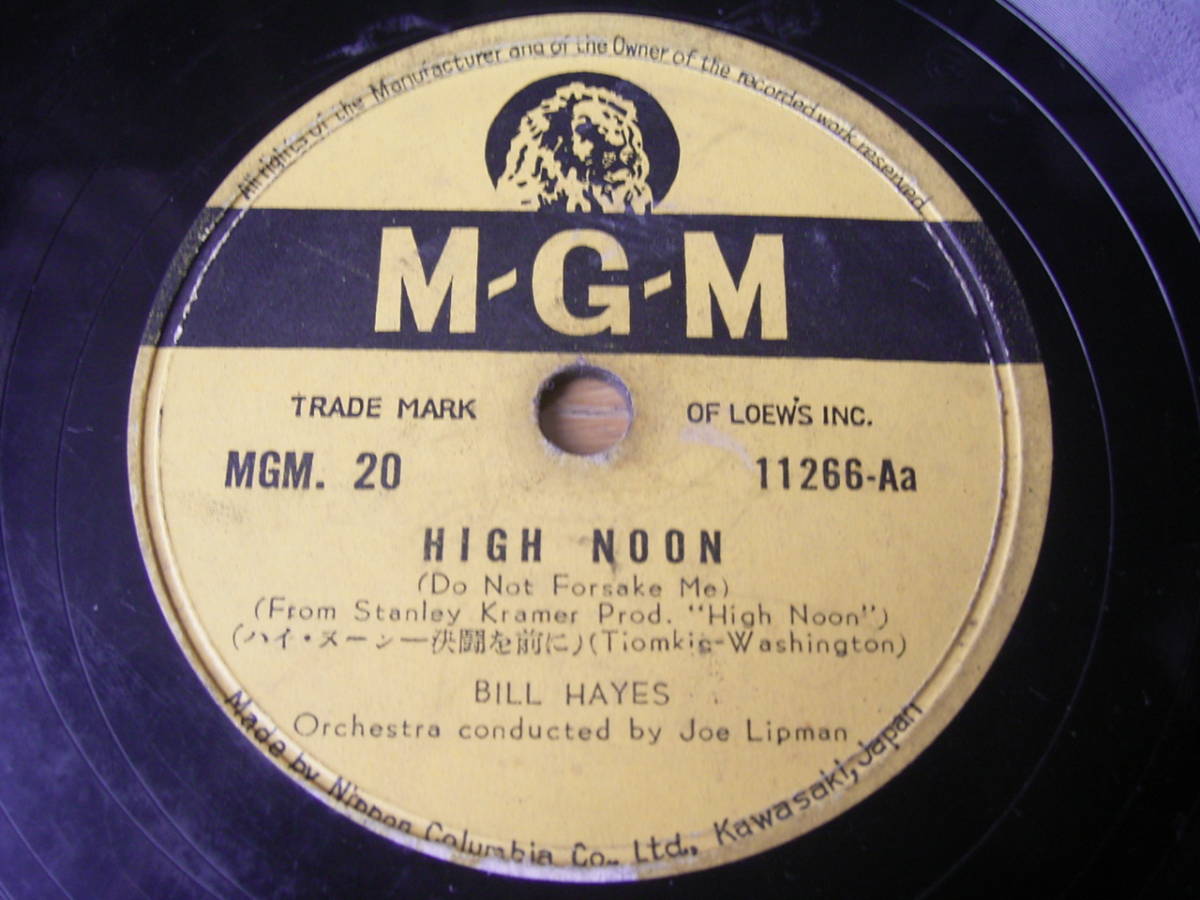 All rights of the Manufacturer and of the Owner of the recorded work reserved
M-G-M
TRADE MARK OF LOEW'S INC.
MGM. 20 11266-Aa
HIGH NOON
(Do Not Forsake Me)
(From Stanley Kramer Prod. "High Noon")
(ハイ・ヌーン—決闘を前に) (Tiomkin-Washington)
BILL HAYES
Orchestra conducted by Joe Lipman
Made by Nippon Columbia Co., Ltd., Kawasaki, Japan